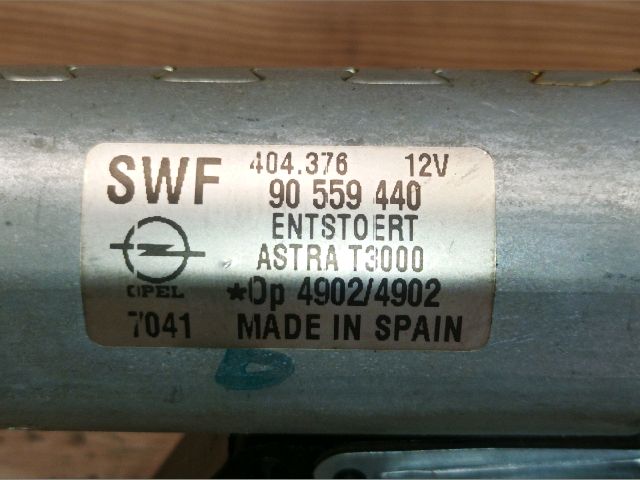 SWF 404.376 12V
90 559 440
ENTSTOERT
ASTRA T3000
OPEL *Op 4902/4902
7041 MADE IN SPAIN